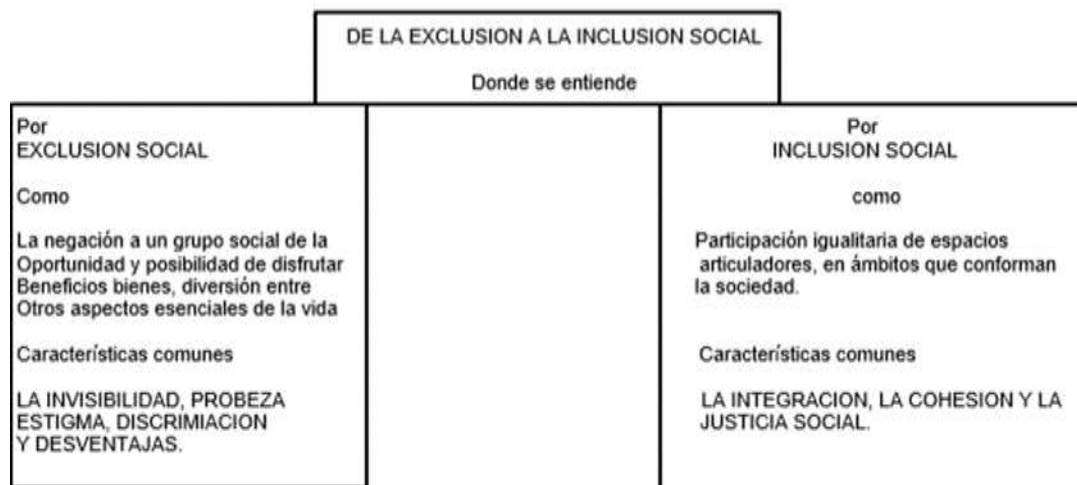 DE LA EXCLUSION A LA INCLUSION SOCIAL
Donde se entiende
Por
EXCLUSION SOCIAL
Como
La negación a un grupo social de la
Oportunidad y posibilidad de disfrutar
Beneficios bienes, diversión entre
Otros aspectos esenciales de la vida
Características comunes
LA INVISIBILIDAD, PROBEZA
ESTIGMA, DISCRIMIACION
Y DESVENTAJAS.
Por
INCLUSION SOCIAL
como
Participación igualitaria de espacios
articuladores, en ámbitos que conforman
la sociedad.
Características comunes
LA INTEGRACION, LA COHESION Y LA
JUSTICIA SOCIAL.